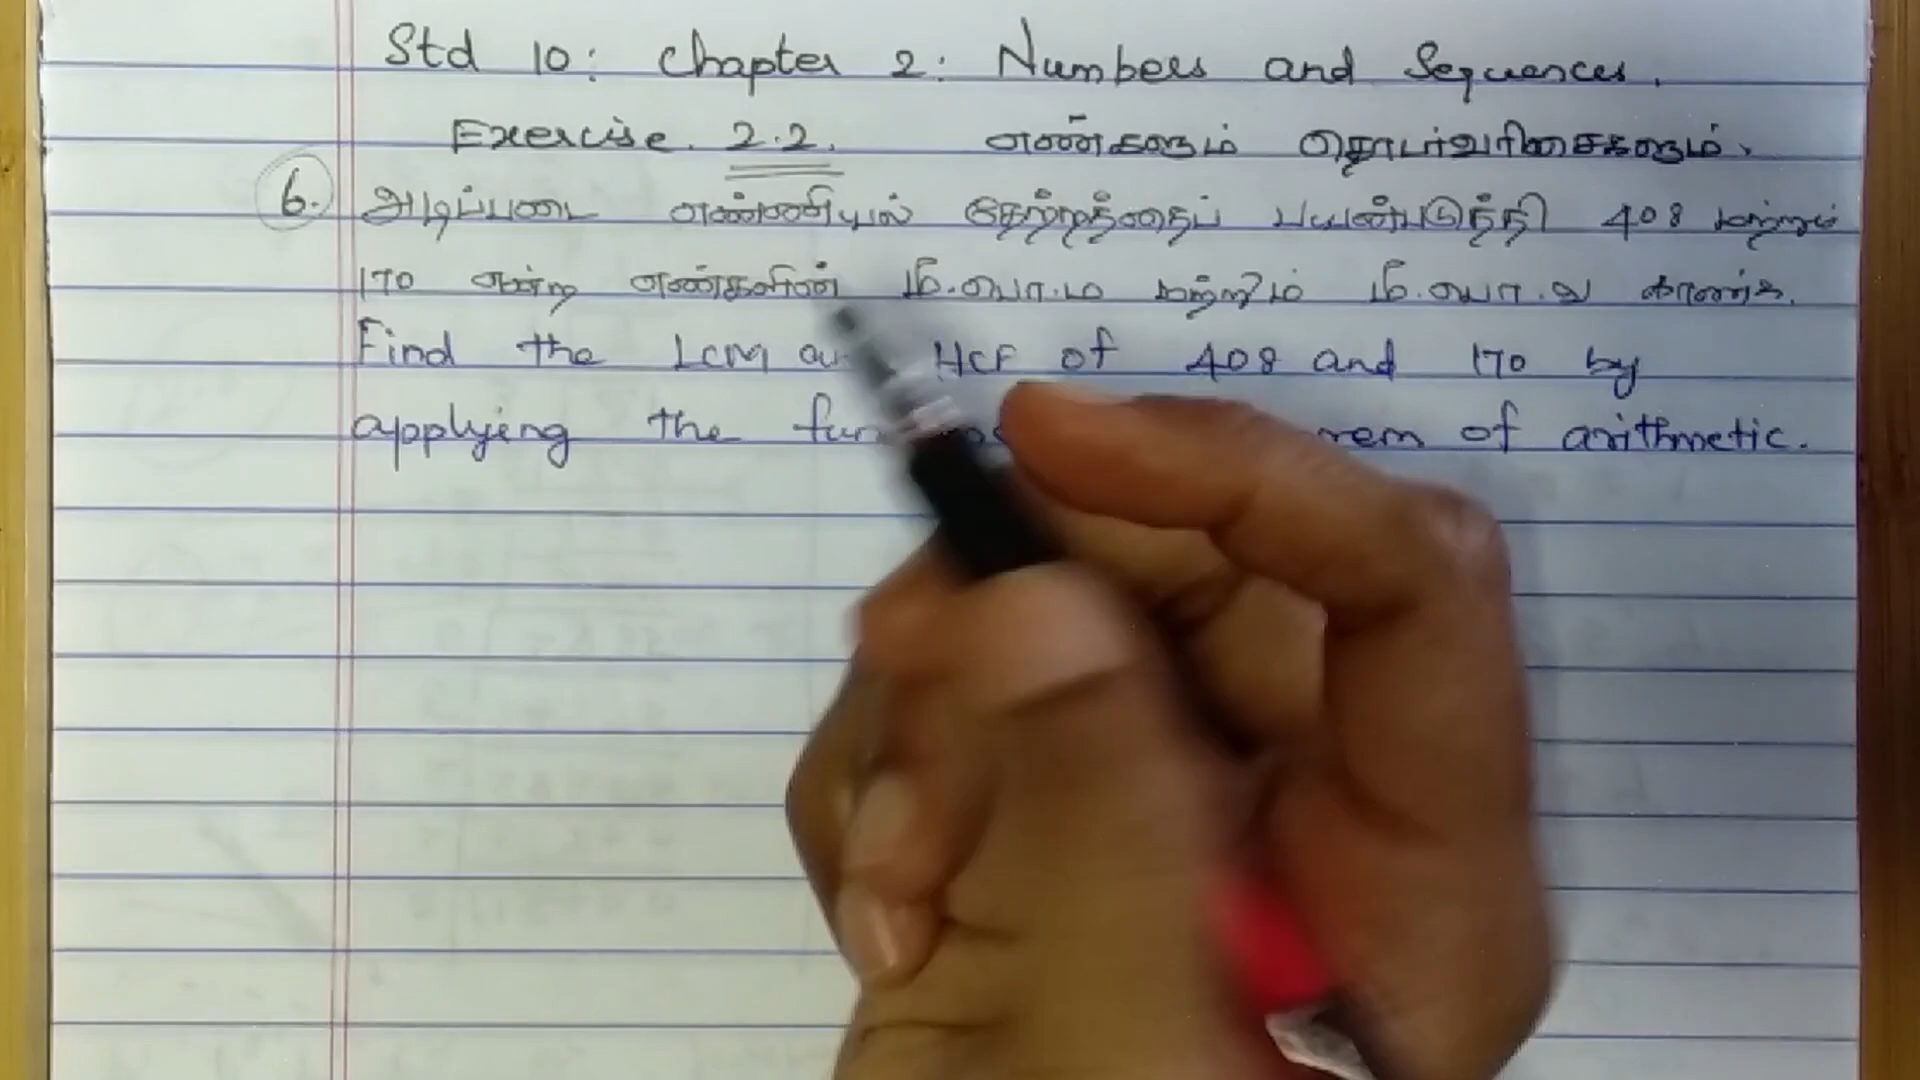 Std 10: Chapter 2: Numbers and Sequences.
Exercise. 2.2. எண்களும் தொடர்வரிசைகளும்.
6. அடிப்படை எண்ணியல் தேற்றத்தைப் பயன்படுத்தி 408 மற்றும்
170 என்ற எண்களின் மீ.பொ.ம மற்றும் மீ.பொ.வ காண்க.
Find the LCM HCF of 408 and 170 by
applying the of arithmetic.